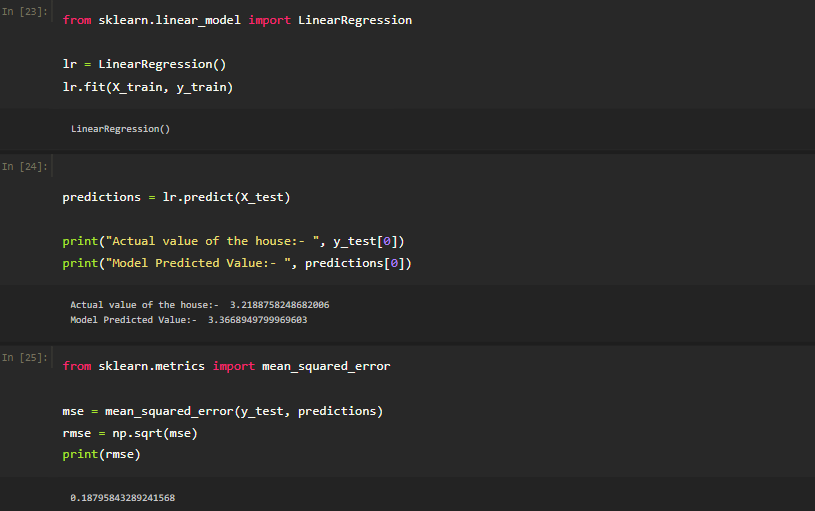 In [23]:
from sklearn.linear_model import LinearRegression
lr = LinearRegression()
lr.fit(X_train, y_train)
LinearRegression()
In [24]:
predictions = lr.predict(X_test)
print("Actual value of the house:- ", y_test[0])
print("Model Predicted Value:- ", predictions[0])
Actual value of the house:-  3.2188758248682006
Model Predicted Value:-  3.3668949799969603
In [25]:
from sklearn.metrics import mean_squared_error
mse = mean_squared_error(y_test, predictions)
rmse = np.sqrt(mse)
print(rmse)
0.18795843289241568